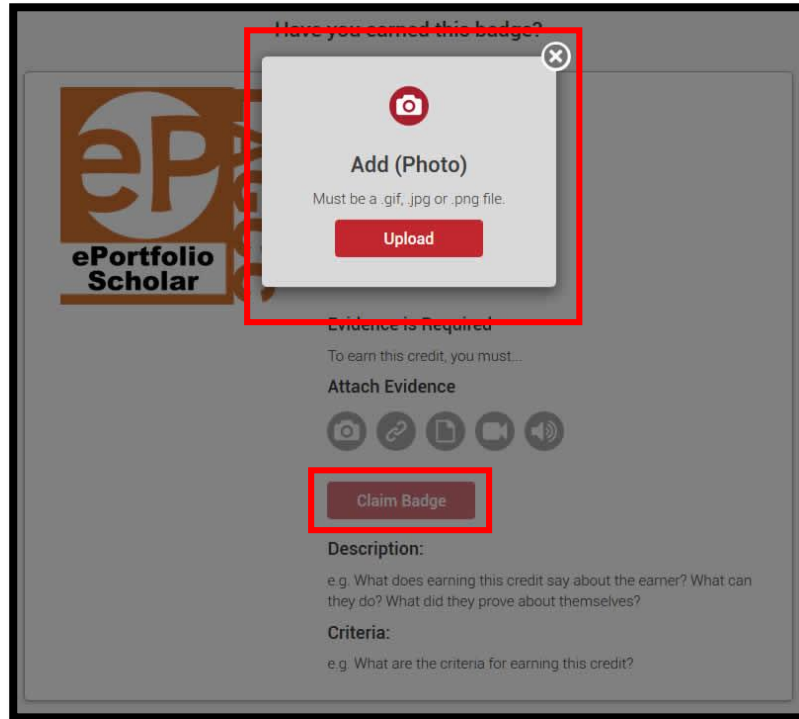 Have you earned this badge?
Add (Photo)
Must be a .gif, .jpg or .png file.
Upload
eP
ePortfolio
Scholar
Evidence is Required
To earn this credit, you must...
Attach Evidence
Claim Badge
Description:
e.g. What does earning this credit say about the earner? What can
they do? What did they prove about themselves?
Criteria:
e.g. What are the criteria for earning this credit?